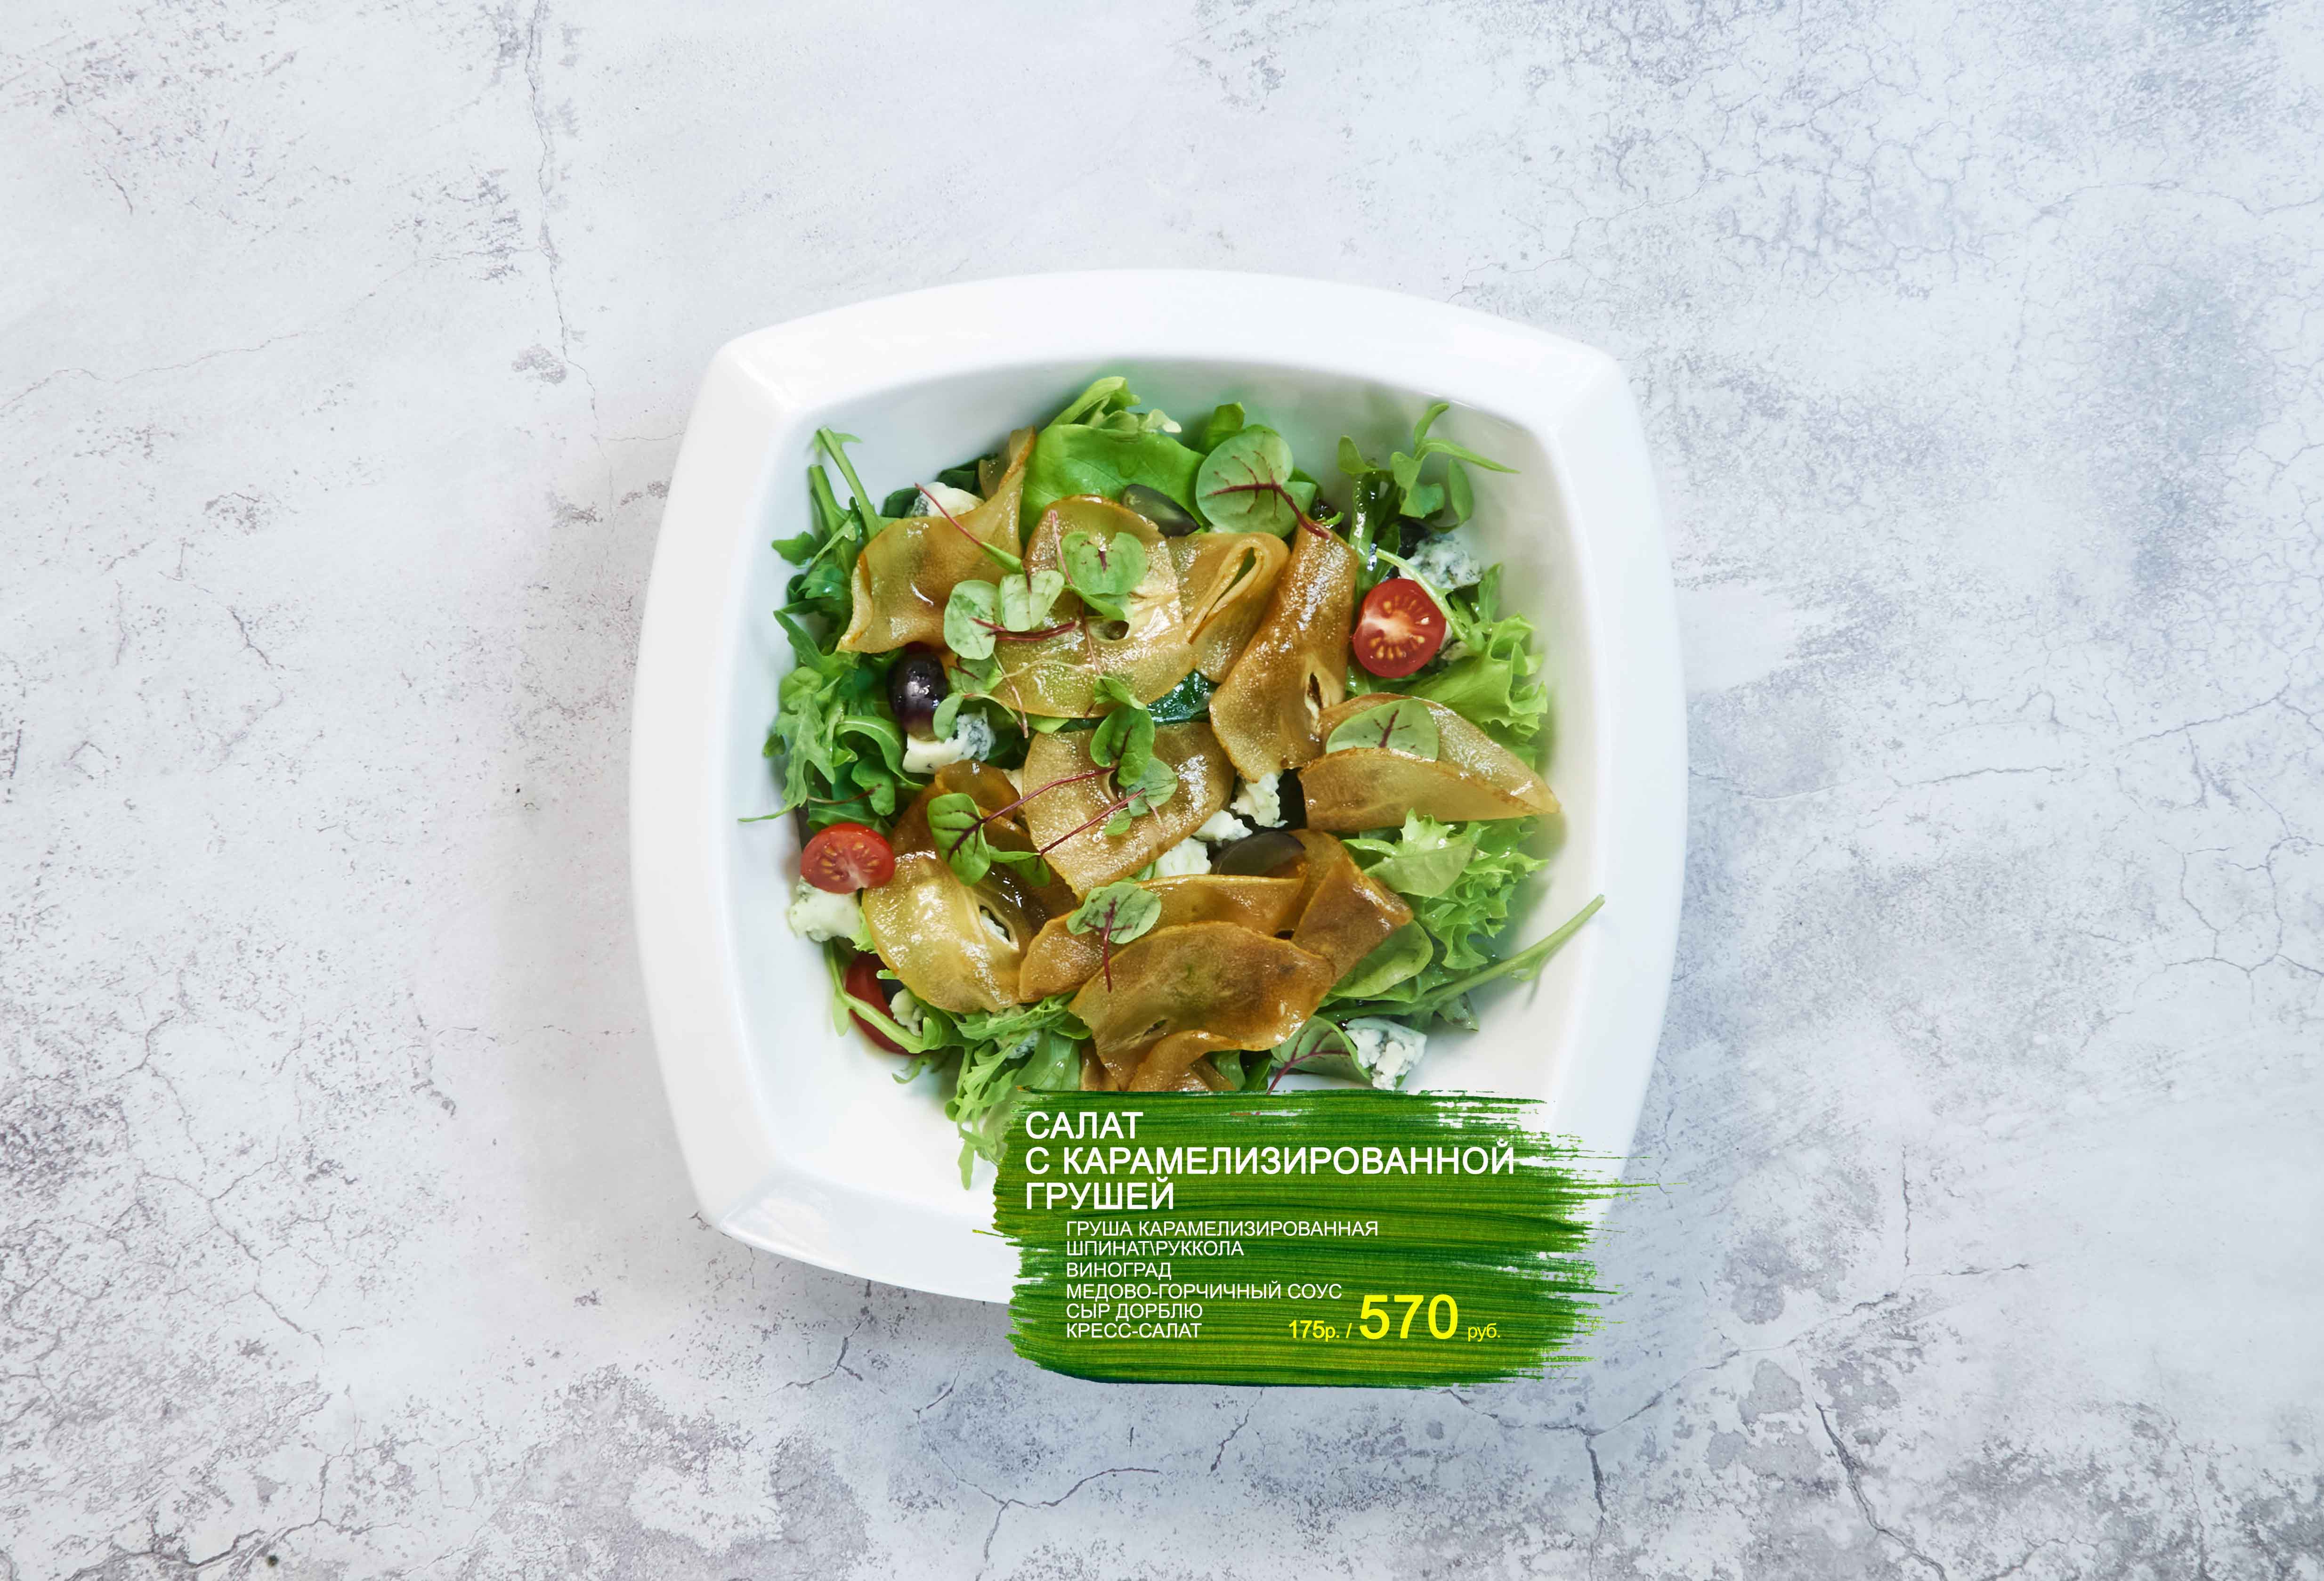 САЛАТ
С КАРАМЕЛИЗИРОВАННОЙ
ГРУШЕЙ
ГРУША КАРАМЕЛИЗИРОВАННАЯ
ШПИНАТ\РУККОЛА
ВИНОГРАД
МЕДОВО-ГОРЧИЧНЫЙ СОУС
СЫР ДОРБЛЮ
КРЕСС-САЛАТ
175р. / 570 руб.